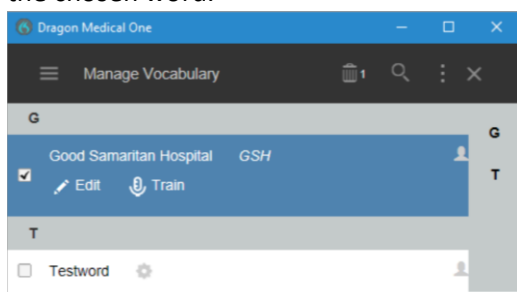 the chosen word.
Dragon Medical One
Manage Vocabulary 1
G
G
Good Samaritan Hospital GSH
T
Edit Train
T
Testword